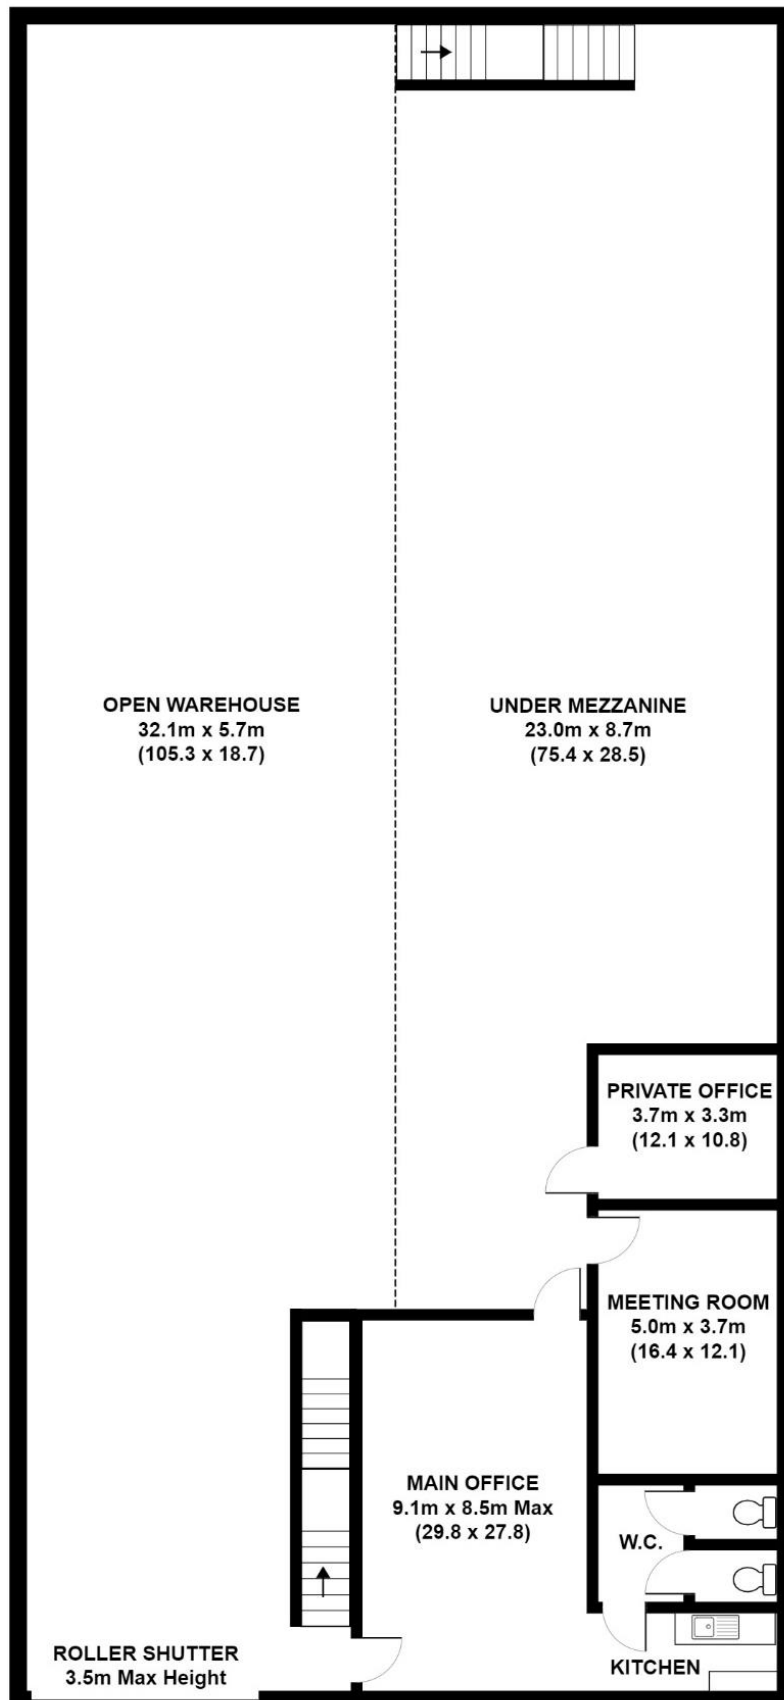 OPEN WAREHOUSE
32.1m x 5.7m
(105.3 x 18.7)
UNDER MEZZANINE
23.0m x 8.7m
(75.4 x 28.5)
PRIVATE OFFICE
3.7m x 3.3m
(12.1 x 10.8)
MEETING ROOM
5.0m x 3.7m
(16.4 x 12.1)
MAIN OFFICE
9.1m x 8.5m Max
(29.8 x 27.8)
W.C.
ROLLER SHUTTER
3.5m Max Height
KITCHEN